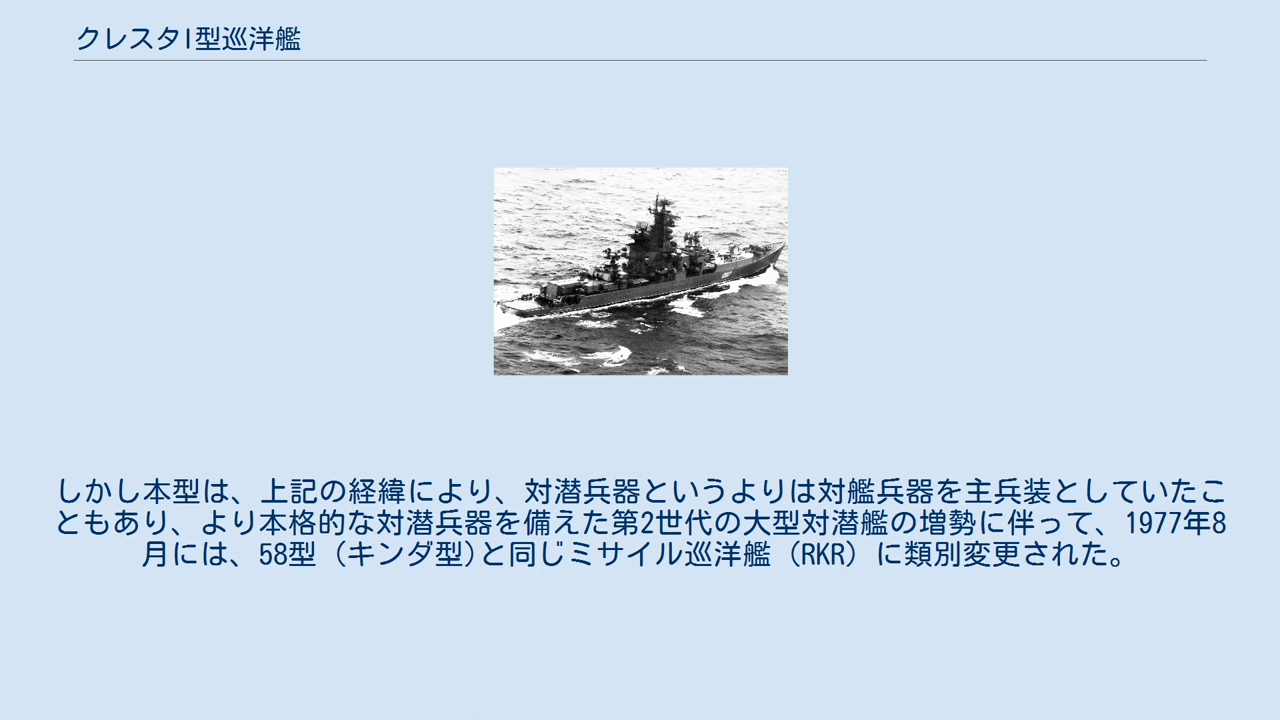 クレスタI型巡洋艦
しかし本型は、上記の経緯により、対潜兵器というよりは対艦兵器を主兵装としていたこ
ともあり、より本格的な対潜兵器を備えた第2世代の大型対潜艦の増勢に伴って、1977年8
月には、58型（キンダ型)と同じミサイル巡洋艦（RKR）に類別変更された。